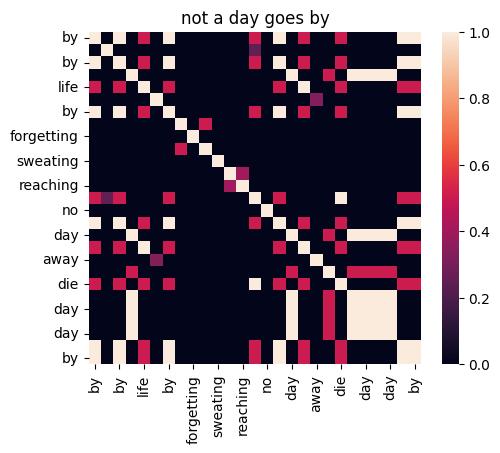 not a day goes by
by
by
life
by
forgetting
sweating
reaching
no
day
away
die
day
day
by
1.0
0.8
0.6
0.4
0.2
0.0
by
by
life
by
forgetting
sweating
reaching
no
day
away
die
day
day
by